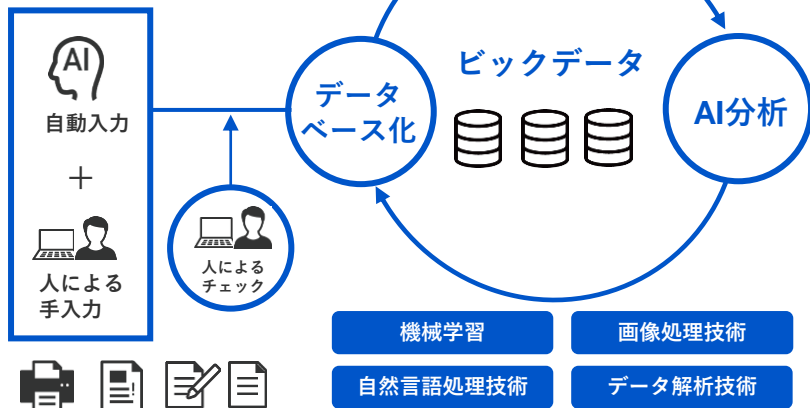 AI
自動入力
+
人による
手入力
人による
チェック
データ
ベース化
ビックデータ
AI分析
機械学習
画像処理技術
自然言語処理技術
データ解析技術